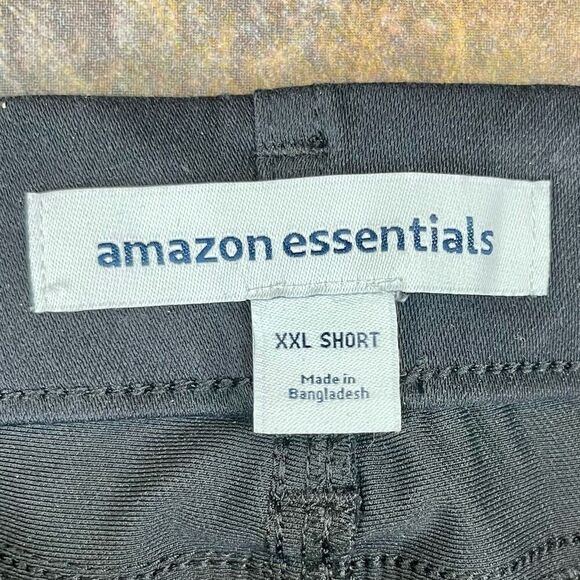 amazon essentials
XXL SHORT
Made in
Bangladesh